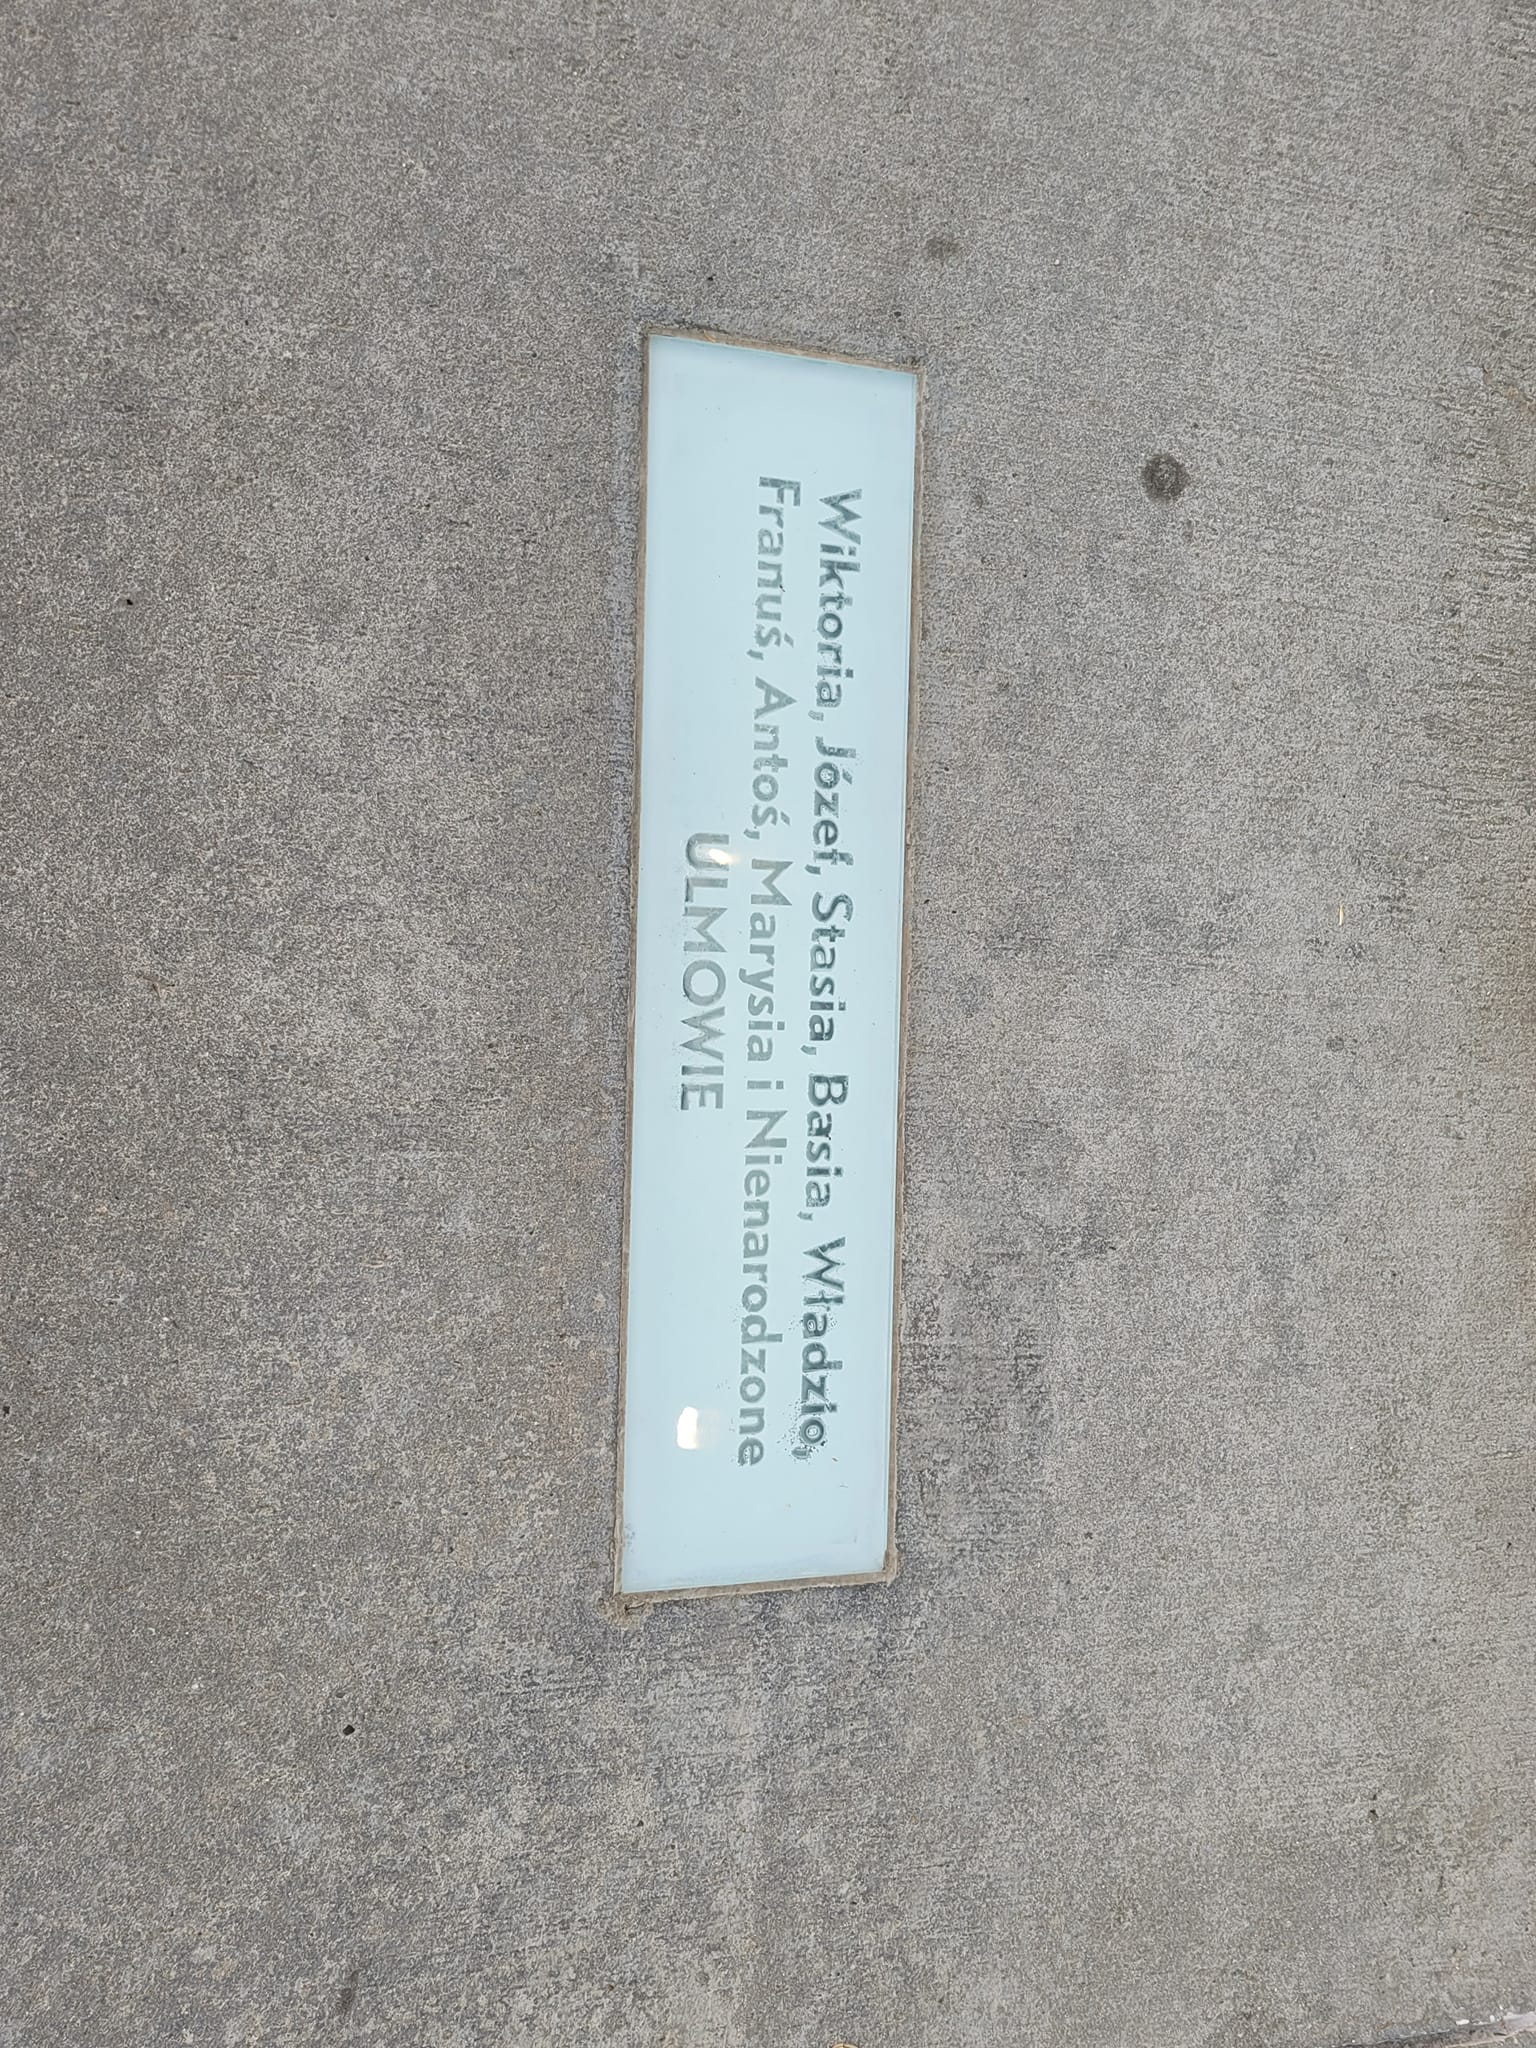 Wiktoria, Józef, Stasia, Basia, Władzio,
Franuś, Antoś, Marysia i Nienarodzone
ULMOWIE